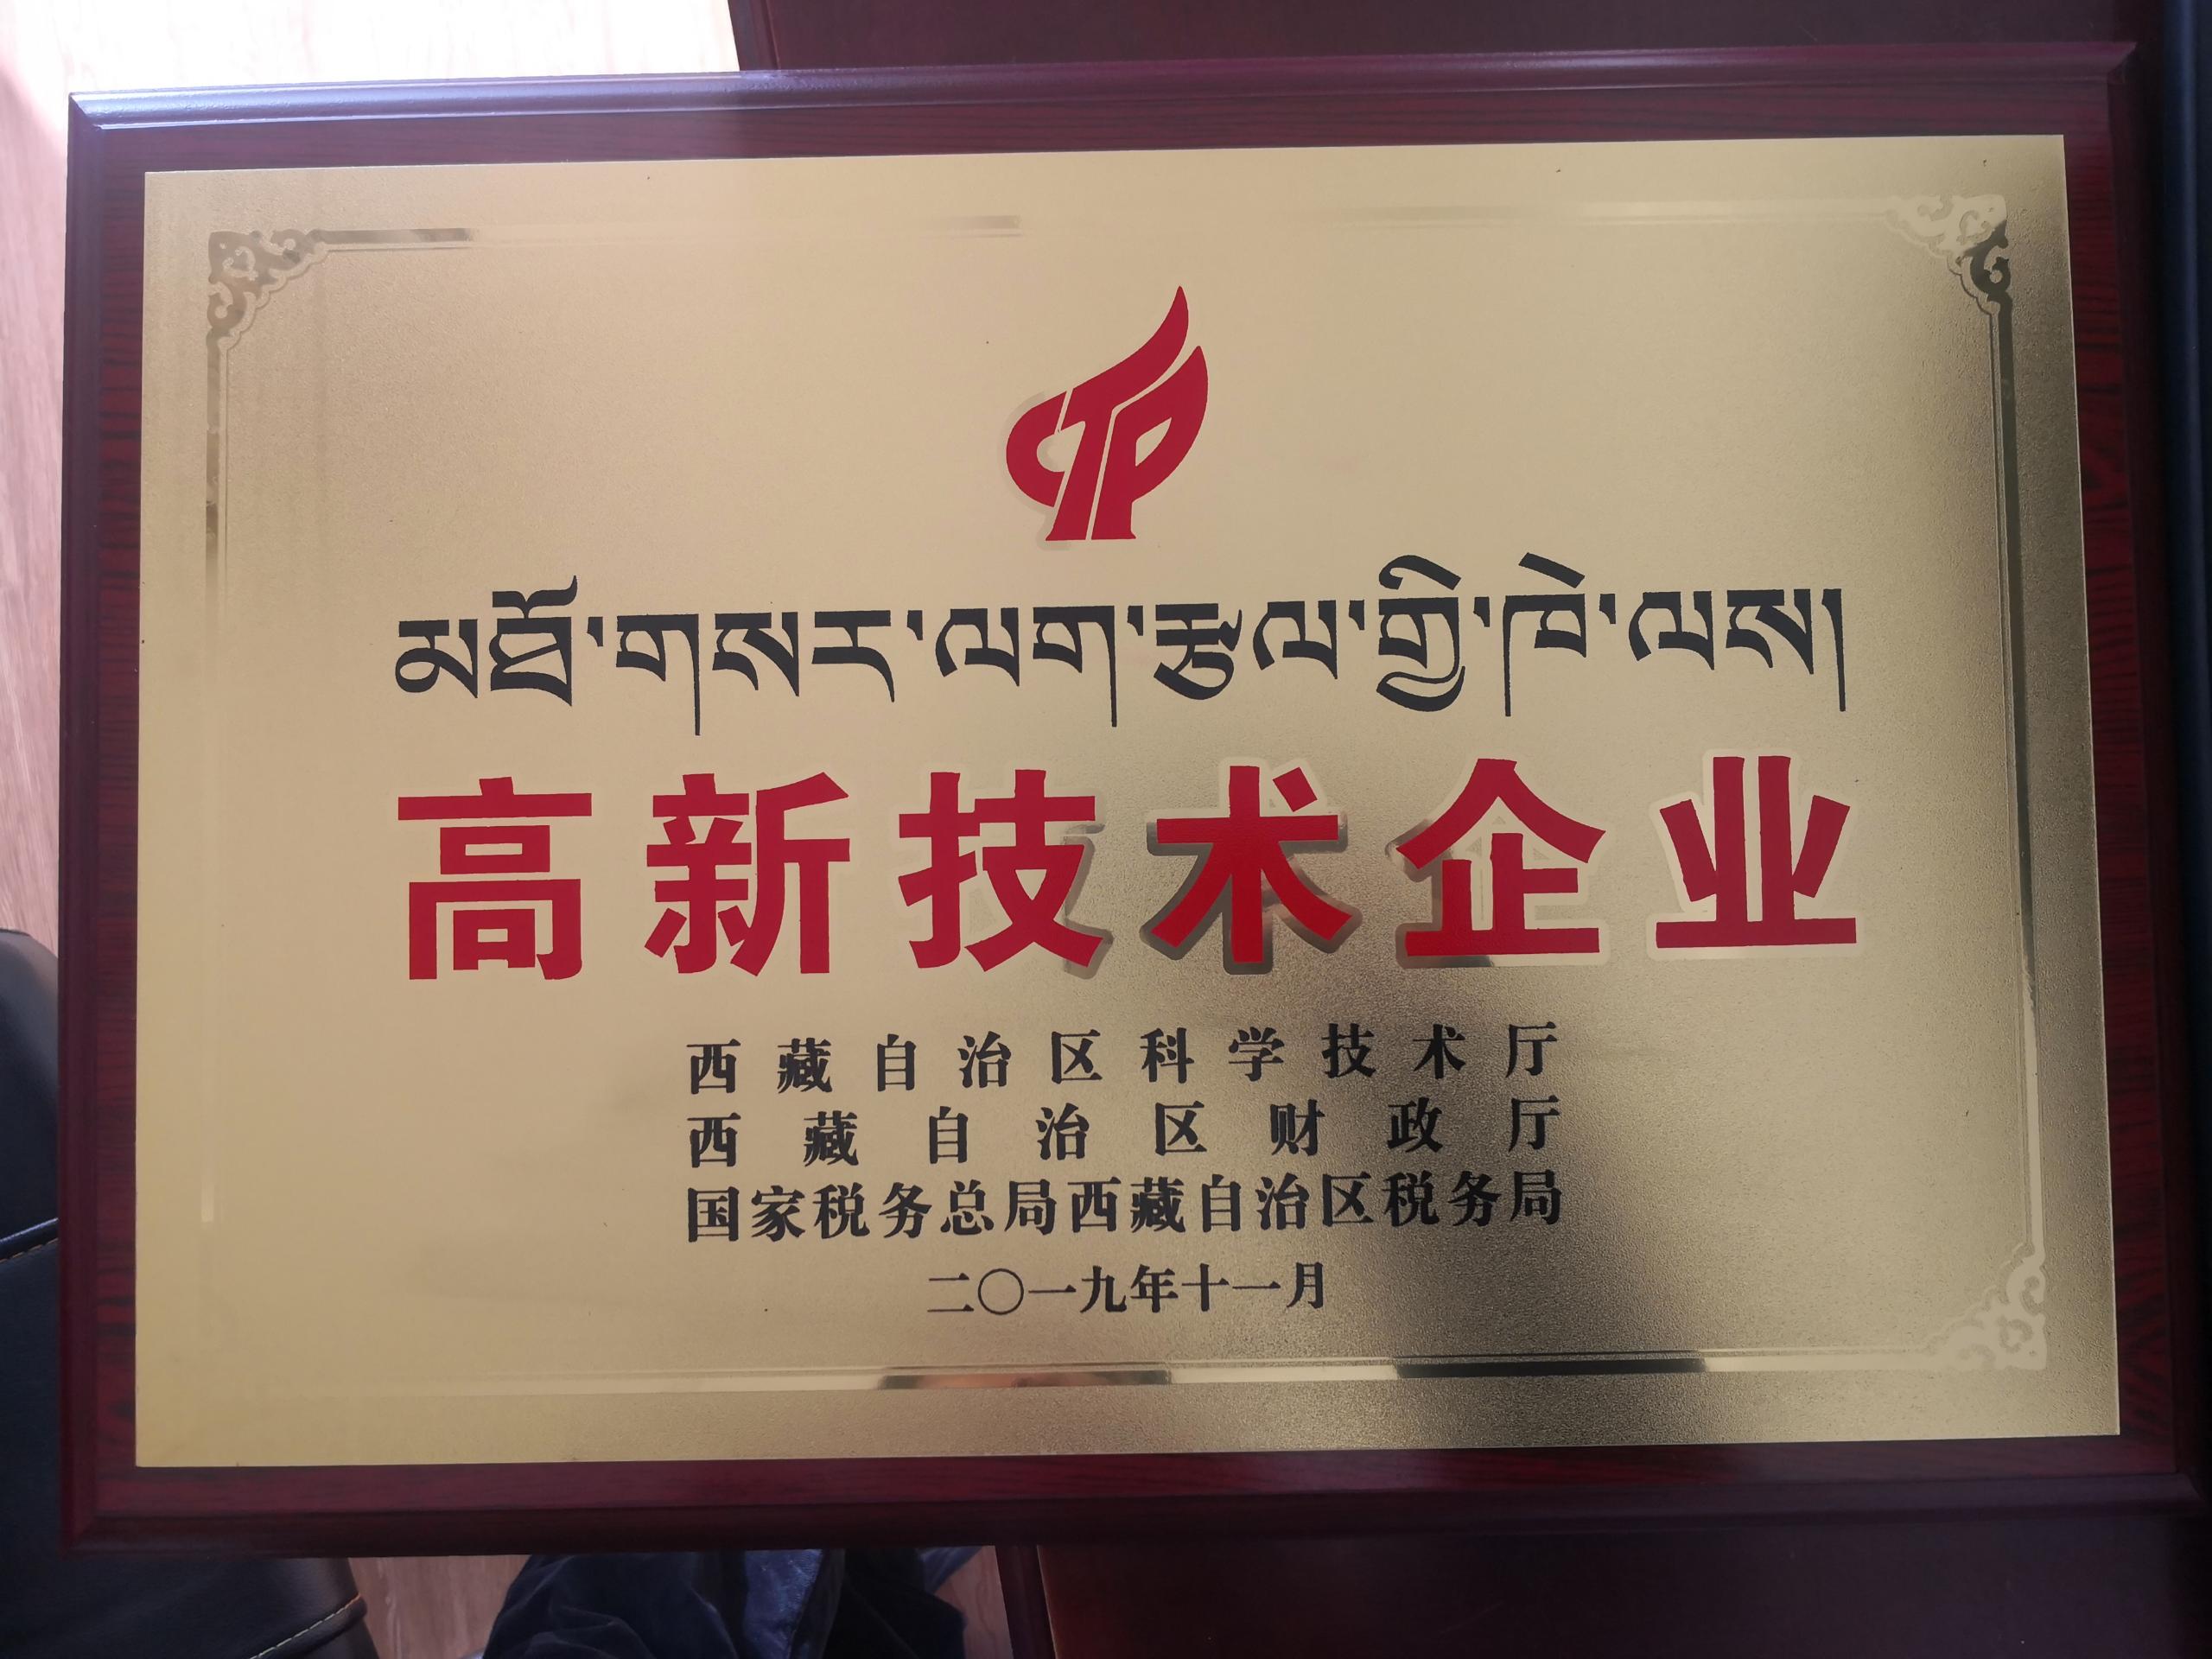 CTP
མཐོ་གསར་ལག་རྩལ་གྱི་ཁེ་ལས།
高新技术企业
西藏自治区科学技术厅
西藏自治区财政厅
国家税务总局西藏自治区税务局
二〇一九年十一月